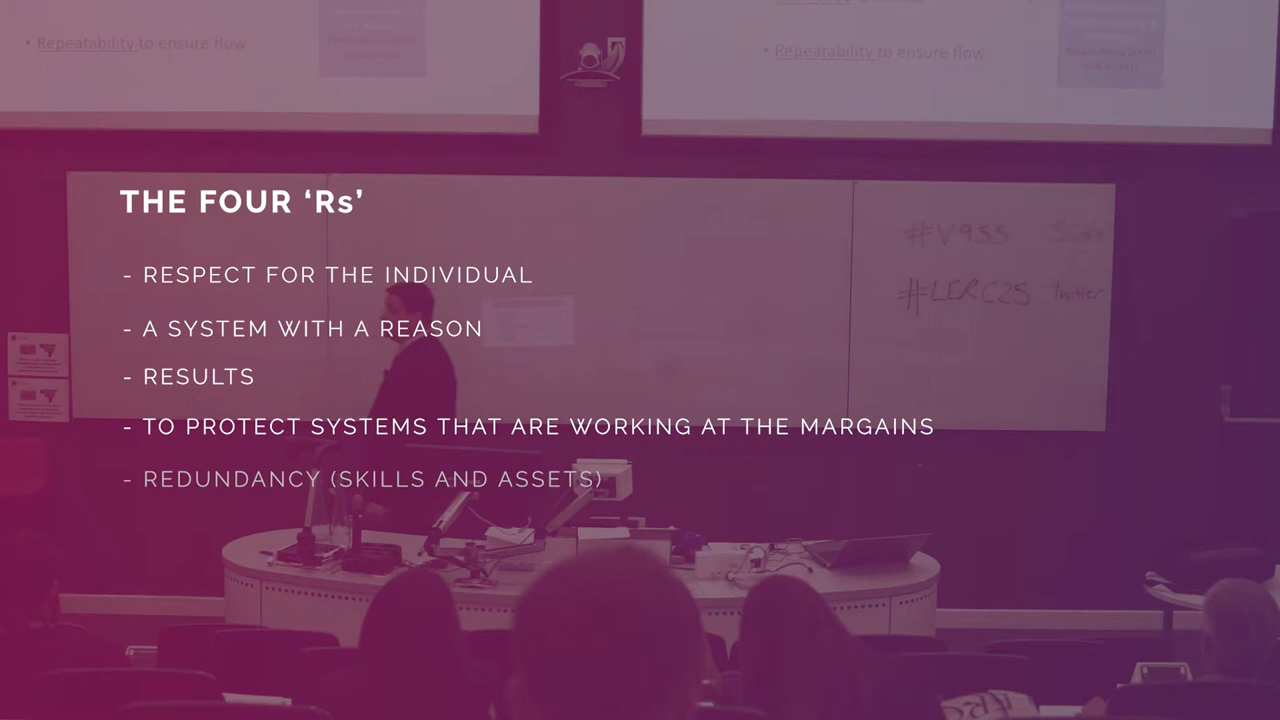 • Repeatability to ensure flow
• Repeatability to ensure flow
THE FOUR ‘Rs’
- RESPECT FOR THE INDIVIDUAL
- A SYSTEM WITH A REASON
- RESULTS
- TO PROTECT SYSTEMS THAT ARE WORKING AT THE MARGAINS
- REDUNDANCY (SKILLS AND ASSETS)
#V9SS
#LERC25 Twitter